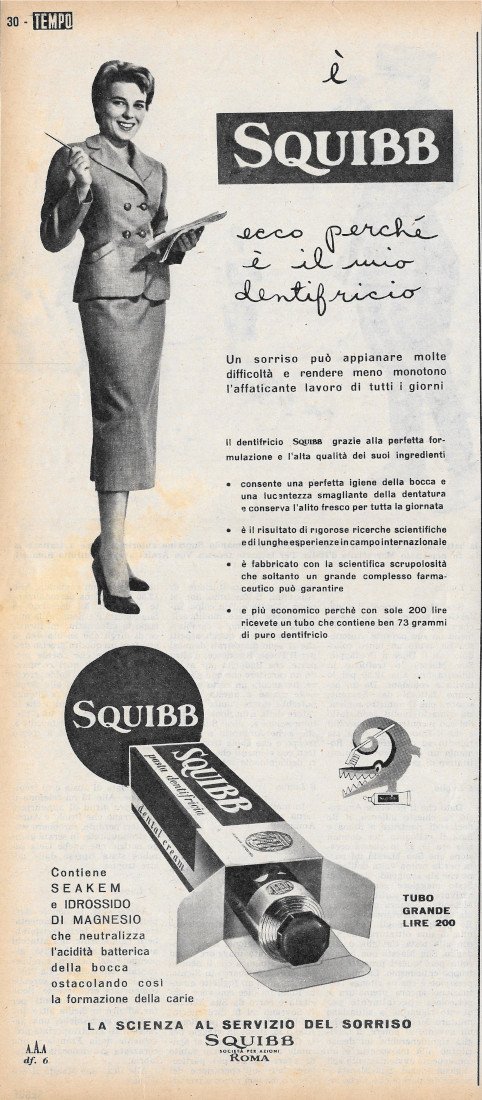 30 - TEMPO
è
SQUIBB
ecco perché
è il mio
dentifricio
Un sorriso può appianare molte
difficoltà e rendere meno monotono
l'affaticante lavoro di tutti i giorni
Il dentifricio SQUIBB grazie alla perfetta for-
mulazione e l'alta qualità dei suoi ingredienti
• consente una perfetta igiene della bocca e
una lucentezza smagliante della dentatura
e conserva l'alito fresco per tutta la giornata
• è il risultato di rigorose ricerche scientifiche
e di lunghe esperienze in campo internazionale
• è fabbricato con la scientifica scrupolosità
che soltanto un grande complesso farma-
ceutico può garantire
• e più economico perchè con sole 200 lire
ricevete un tubo che contiene ben 73 grammi
di puro dentifricio
SQUIBB
SQUIBB
pasta dentifricia
dental cream
SQUIBB
Contiene
SEAKEM
e IDROSSIDO
DI MAGNESIO
che neutralizza
l'acidità batterica
della bocca
ostacolando così
la formazione della carie
TUBO
GRANDE
LIRE 200
LA SCIENZA AL SERVIZIO DEL SORRISO
SQUIBB
SOCIETÀ PER AZIONI
ROMA
AAA
df. 6